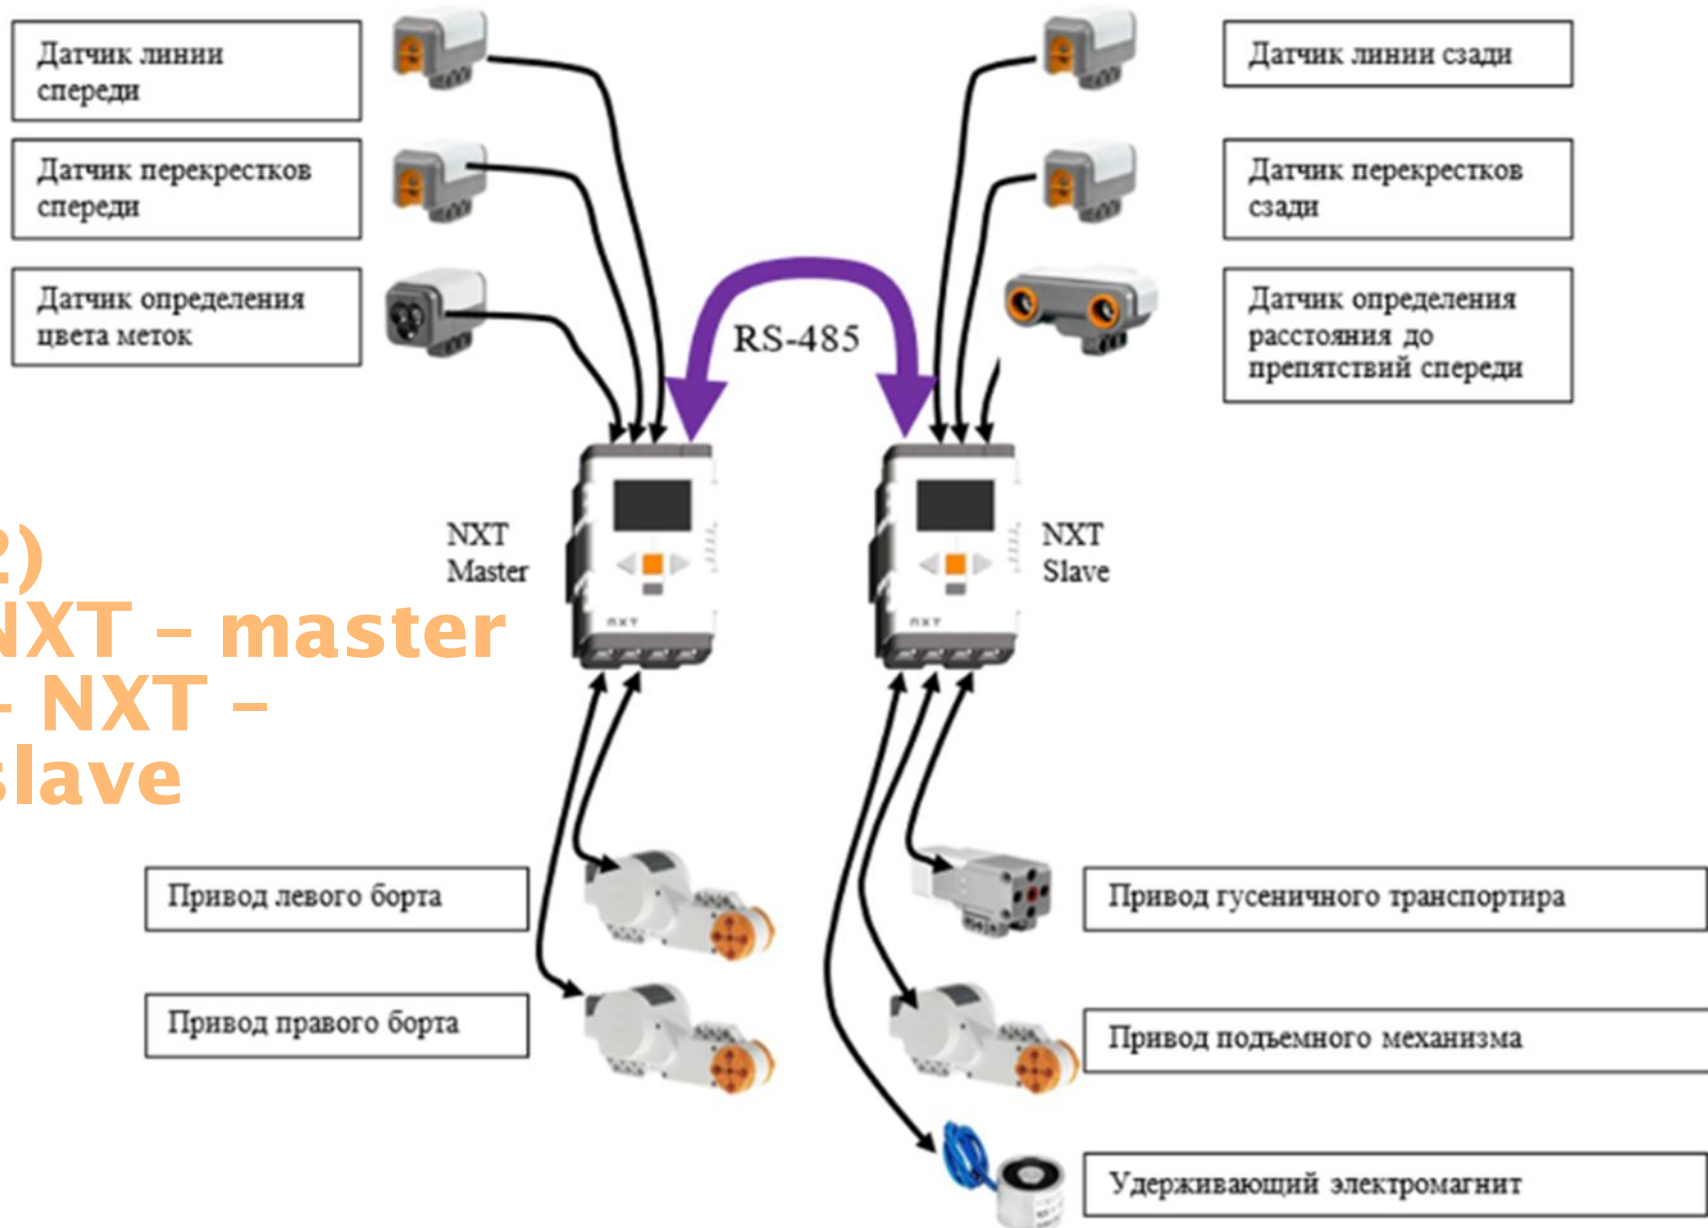 Датчик линии
спереди
Датчик перекрестков
спереди
Датчик определения
цвета меток
Датчик линии сзади
Датчик перекрестков
сзади
Датчик определения
расстояния до
препятствий спереди
RS-485
NXT
Master
NXT
Slave
nxt
nxt
2)
NXT – master
– NXT –
slave
Привод левого борта
Привод правого борта
Привод гусеничного транспортира
Привод подъемного механизма
Удерживающий электромагнит